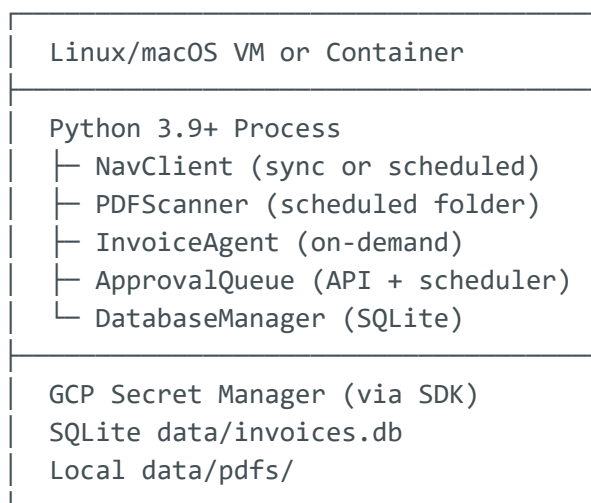 Linux/macOS VM or Container
Python 3.9+ Process
├─ NavClient (sync or scheduled)
├─ PDFScanner (scheduled folder)
├─ InvoiceAgent (on-demand)
├─ ApprovalQueue (API + scheduler)
└─ DatabaseManager (SQLite)
GCP Secret Manager (via SDK)
SQLite data/invoices.db
Local data/pdfs/